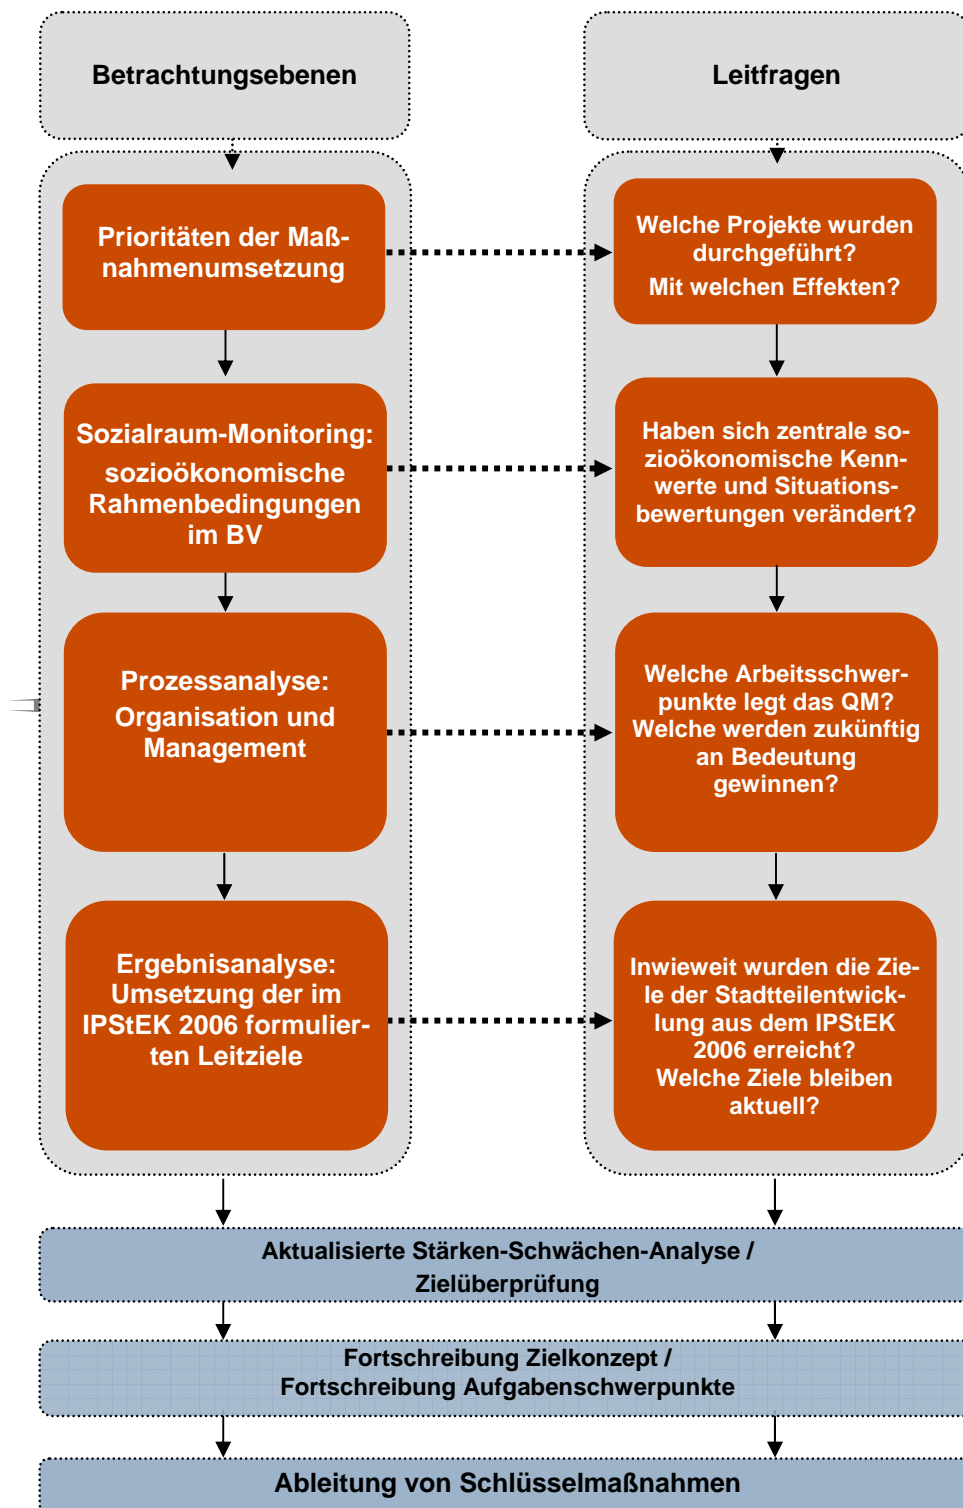 Betrachtungsebenen
Leitfragen
Prioritäten der Maß-
nahmenumsetzung
Welche Projekte wurden
durchgeführt?
Mit welchen Effekten?
Sozialraum-Monitoring:
sozioökonomische
Rahmenbedingungen
im BV
Haben sich zentrale so-
zioökonomische Kenn-
werte und Situations-
bewertungen verändert?
Prozessanalyse:
Organisation und
Management
Welche Arbeitsschwer-
punkte legt das QM?
Welche werden zukünftig
an Bedeutung
gewinnen?
Ergebnisanalyse:
Umsetzung der im
IPStEK 2006 formulier-
ten Leitziele
Inwieweit wurden die Zie-
le der Stadtteilentwick-
lung aus dem IPStEK
2006 erreicht?
Welche Ziele bleiben
aktuell?
Aktualisierte Stärken-Schwächen-Analyse /
Zielüberprüfung
Fortschreibung Zielkonzept /
Fortschreibung Aufgabenschwerpunkte
Ableitung von Schlüsselmaßnahmen